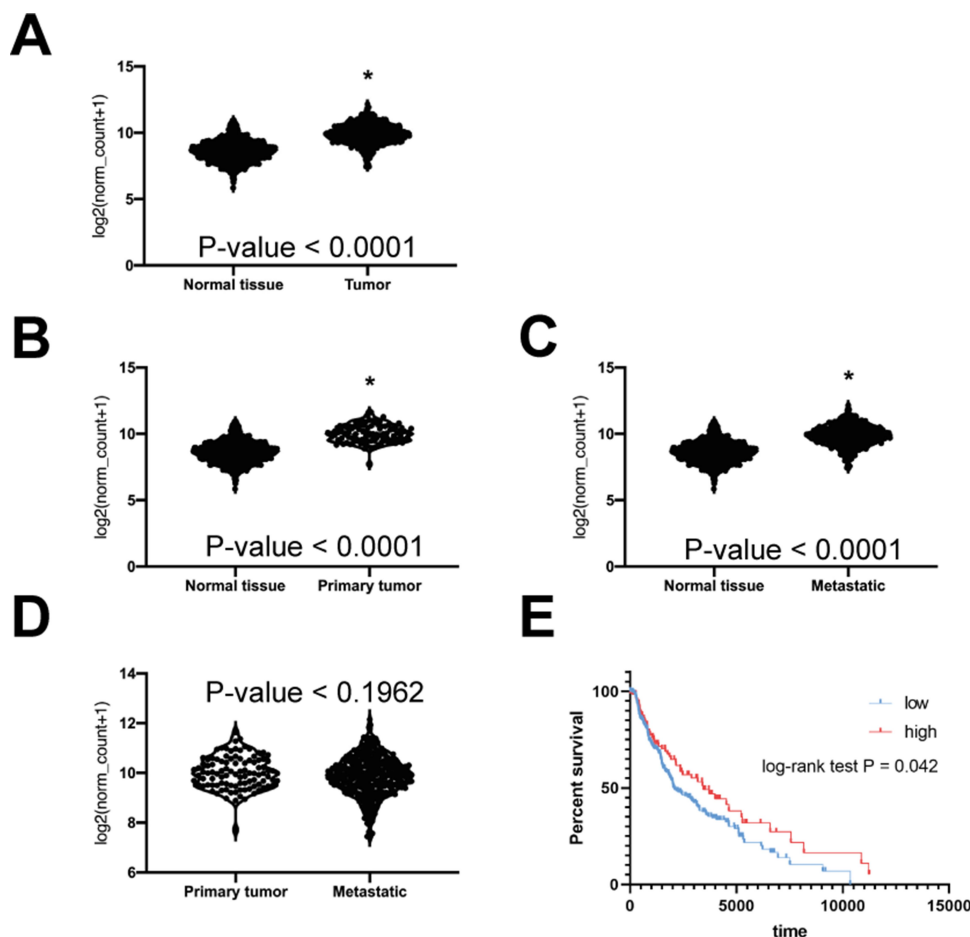 A
15
10
5
0
log2(norm_count+1)
*
P-value < 0.0001
Normal tissue
Tumor
B
15
10
5
0
log2(norm_count+1)
*
P-value < 0.0001
Normal tissue
Primary tumor
C
15
10
5
0
log2(norm_count+1)
*
P-value < 0.0001
Normal tissue
Metastatic
D
14
12
10
8
6
log2(norm_count+1)
P-value < 0.1962
Primary tumor
Metastatic
E
100
50
0
Percent survival
low
high
log-rank test P = 0.042
0
5000
10000
15000
time